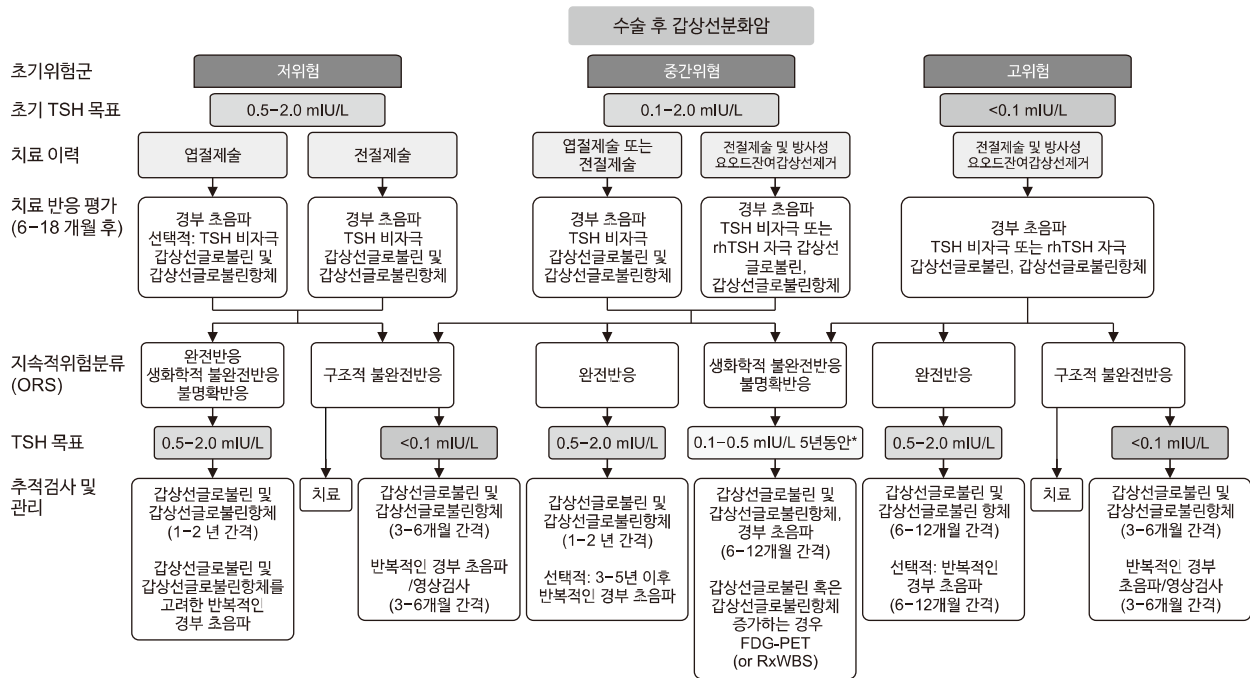 수술 후 갑상선분화암
초기위험군
저위험
중간위험
고위험
초기 TSH 목표
0.5−2.0 mIU/L
0.1−2.0 mIU/L
<0.1 mIU/L
치료 이력
엽절제술
전절제술
엽절제술 또는
전절제술
전절제술 및 방사성
요오드잔여갑상선제거
전절제술 및 방사성
요오드잔여갑상선제거
치료 반응 평가
(6−18 개월 후)
경부 초음파
선택적: TSH 비자극
갑상선글로불린 및
갑상선글로불린항체
경부 초음파
TSH 비자극
갑상선글로불린 및
갑상선글로불린항체
경부 초음파
TSH 비자극
갑상선글로불린 및
갑상선글로불린항체
경부 초음파
TSH 비자극 또는
rhTSH 자극 갑상선
글로불린,
갑상선글로불린항체
경부 초음파
TSH 비자극 또는 rhTSH 자극
갑상선글로불린, 갑상선글로불린항체
지속적위험분류
(ORS)
완전반응
생화학적 불완전반응
불명확반응
구조적 불완전반응
완전반응
생화학적 불완전반응
불명확반응
완전반응
구조적 불완전반응
TSH 목표
0.5−2.0 mIU/L
<0.1 mIU/L
0.5−2.0 mIU/L
0.1−0.5 mIU/L 5년동안*
0.5−2.0 mIU/L
<0.1 mIU/L
추적검사 및
관리
갑상선글로불린 및
갑상선글로불린항체
(1−2 년 간격)
갑상선글로불린 및
갑상선글로불린항체를
고려한 반복적인
경부 초음파
치료
갑상선글로불린 및
갑상선글로불린항체
(3−6개월 간격)
반복적인 경부 초음파
/영상검사
(3−6개월 간격)
갑상선글로불린 및
갑상선글로불린항체
(1−2 년 간격)
선택적: 3−5년 이후
반복적인 경부 초음파
갑상선글로불린 및
갑상선글로불린항체,
경부 초음파
(6−12개월 간격)
갑상선글로불린 혹은
갑상선글로불린항체
증가하는 경우
FDG-PET
(or RxWBS)
갑상선글로불린 및
갑상선글로불린 항체
(6−12개월 간격)
선택적: 반복적인
경부 초음파
(6−12개월 간격)
치료
갑상선글로불린 및
갑상선글로불린항체
(3−6개월 간격)
반복적인 경부
초음파/영상검사
(3−6개월 간격)